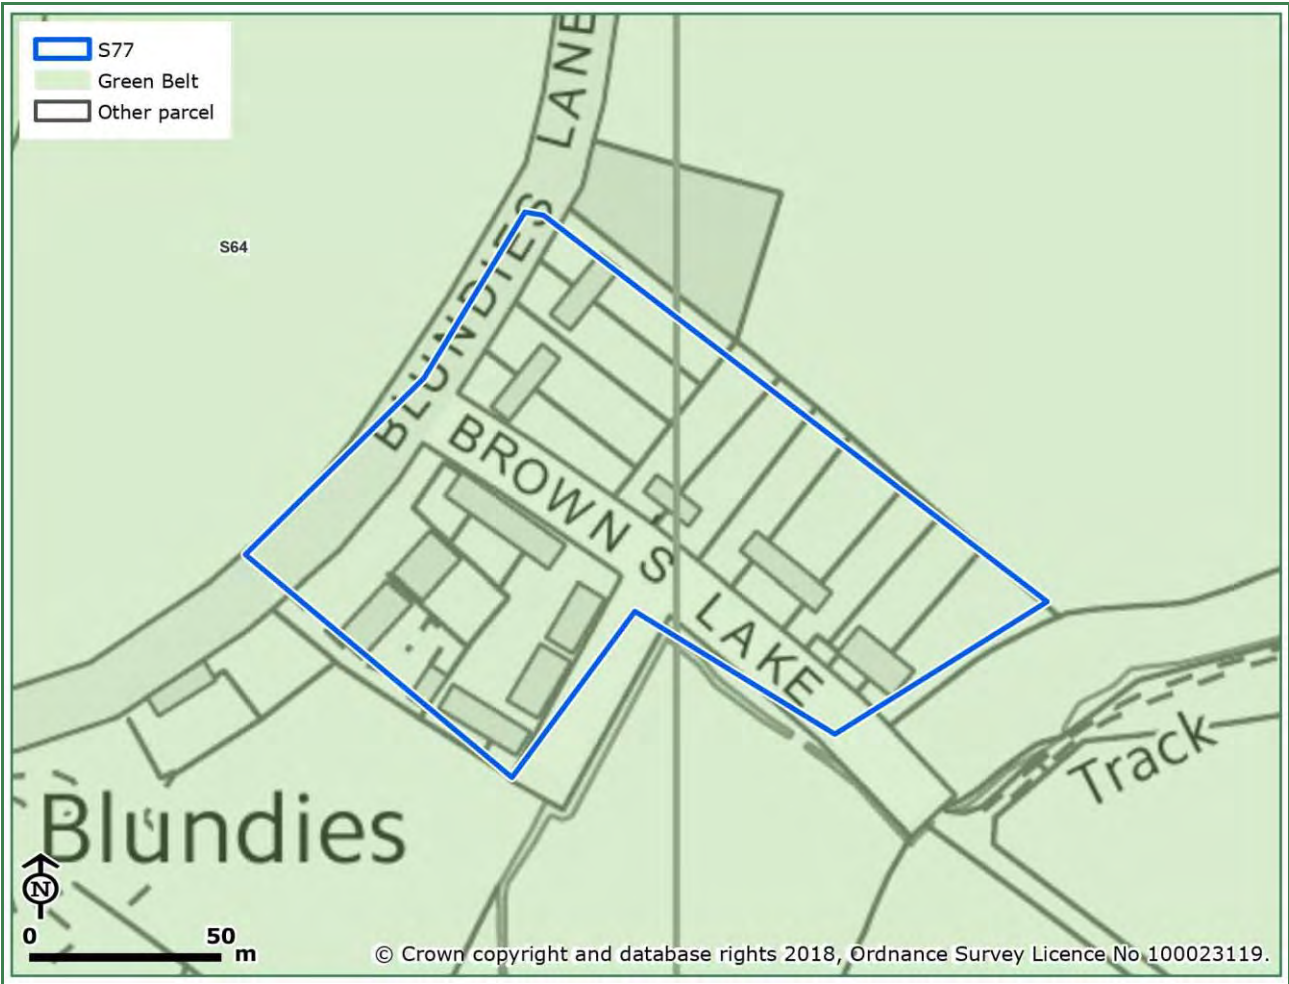 S77
Green Belt
Other parcel
BLUNDIES LANE
S64
BROWN S LAKE
Track
Blundies
N
0 50 m
© Crown copyright and database rights 2018, Ordnance Survey Licence No 100023119.